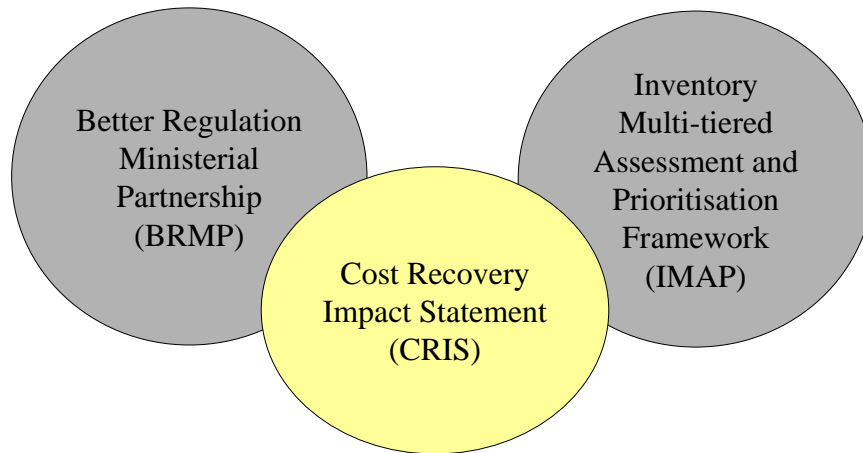 Better Regulation
Ministerial
Partnership
(BRMP)
Inventory
Multi-tiered
Assessment and
Prioritisation
Framework
(IMAP)
Cost Recovery
Impact Statement
(CRIS)